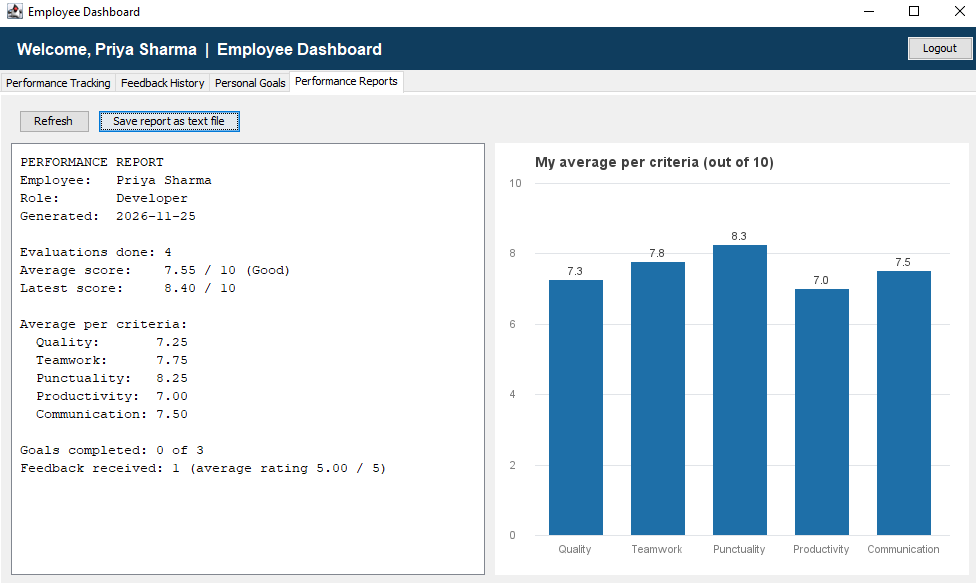 Employee Dashboard
Welcome, Priya Sharma | Employee Dashboard
Logout
Performance Tracking
Feedback History
Personal Goals
Performance Reports
Refresh
Save report as text file
PERFORMANCE REPORT
Employee: Priya Sharma
Role: Developer
Generated: 2026-11-25
Evaluations done: 4
Average score: 7.55 / 10 (Good)
Latest score: 8.40 / 10
Average per criteria:
Quality: 7.25
Teamwork: 7.75
Punctuality: 8.25
Productivity: 7.00
Communication: 7.50
Goals completed: 0 of 3
Feedback received: 1 (average rating 5.00 / 5)
My average per criteria (out of 10)
10
8
6
4
2
0
7.3
7.8
8.3
7.0
7.5
Quality
Teamwork
Punctuality
Productivity
Communication